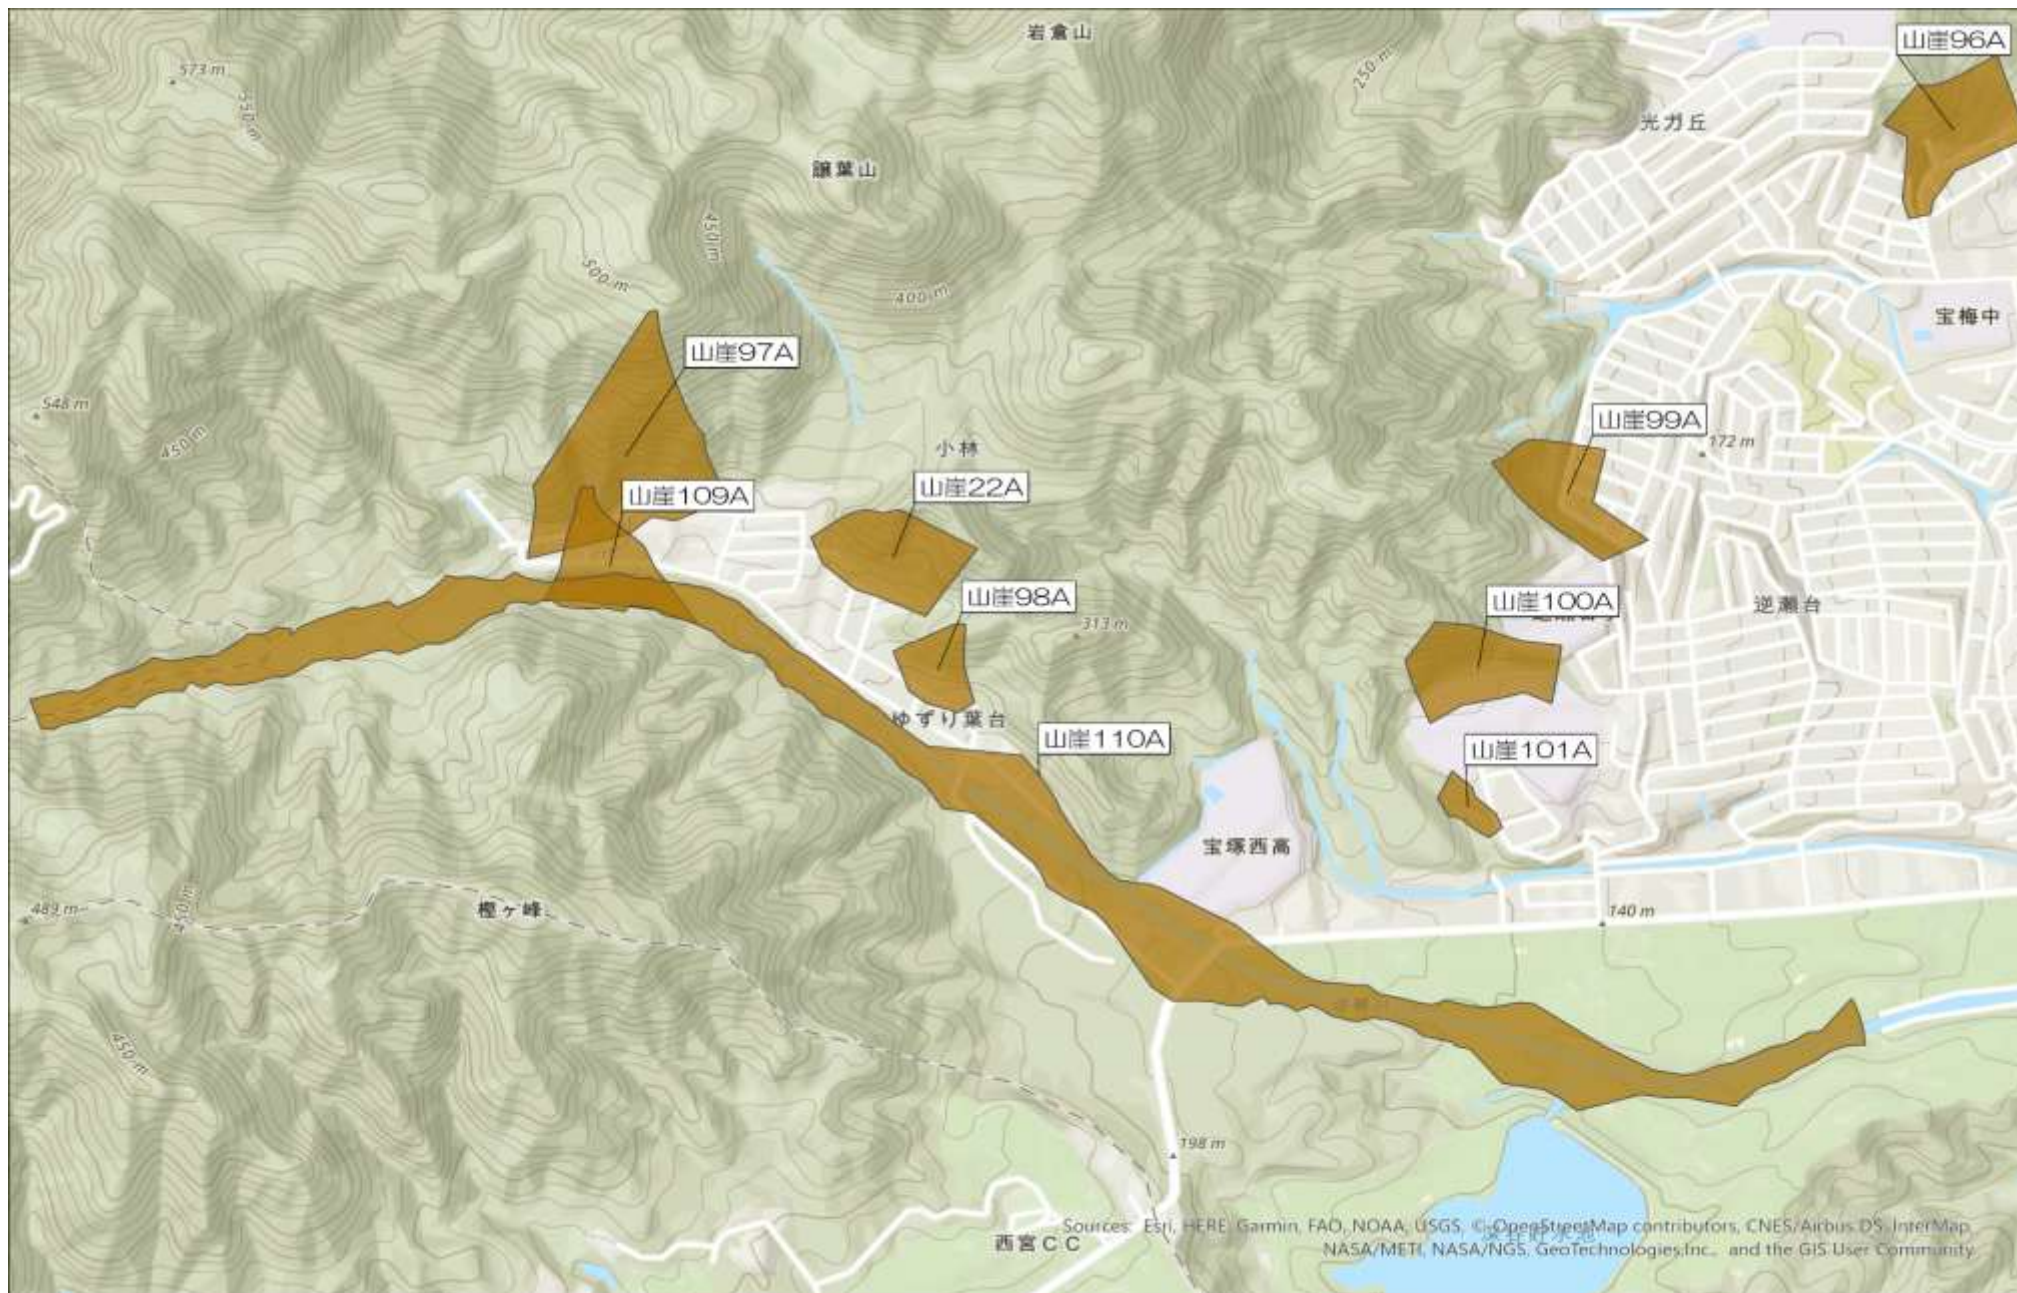 岩倉山
山崖96A
573 m
250 m
550 m
光ガ丘
譲葉山
450 m
500 m
400 m
宝梅中
山崖97A
548 m
450 m
山崖99A
172 m
小林
山崖22A
山崖109A
山崖98A
山崖100A
逆瀬台
313 m
ゆずり葉台
山崖110A
山崖101A
宝塚西高
489 m
450 m
樫ヶ峰
140 m
小林
450 m
198 m
西宮CC
Sources: Esri, HERE, Garmin, FAO, NOAA, USGS, © OpenStreetMap contributors, CNES/Airbus DS, InterMap,
NASA/METI, NASA/NGS, GeoTechnologies,Inc., and the GIS User Community